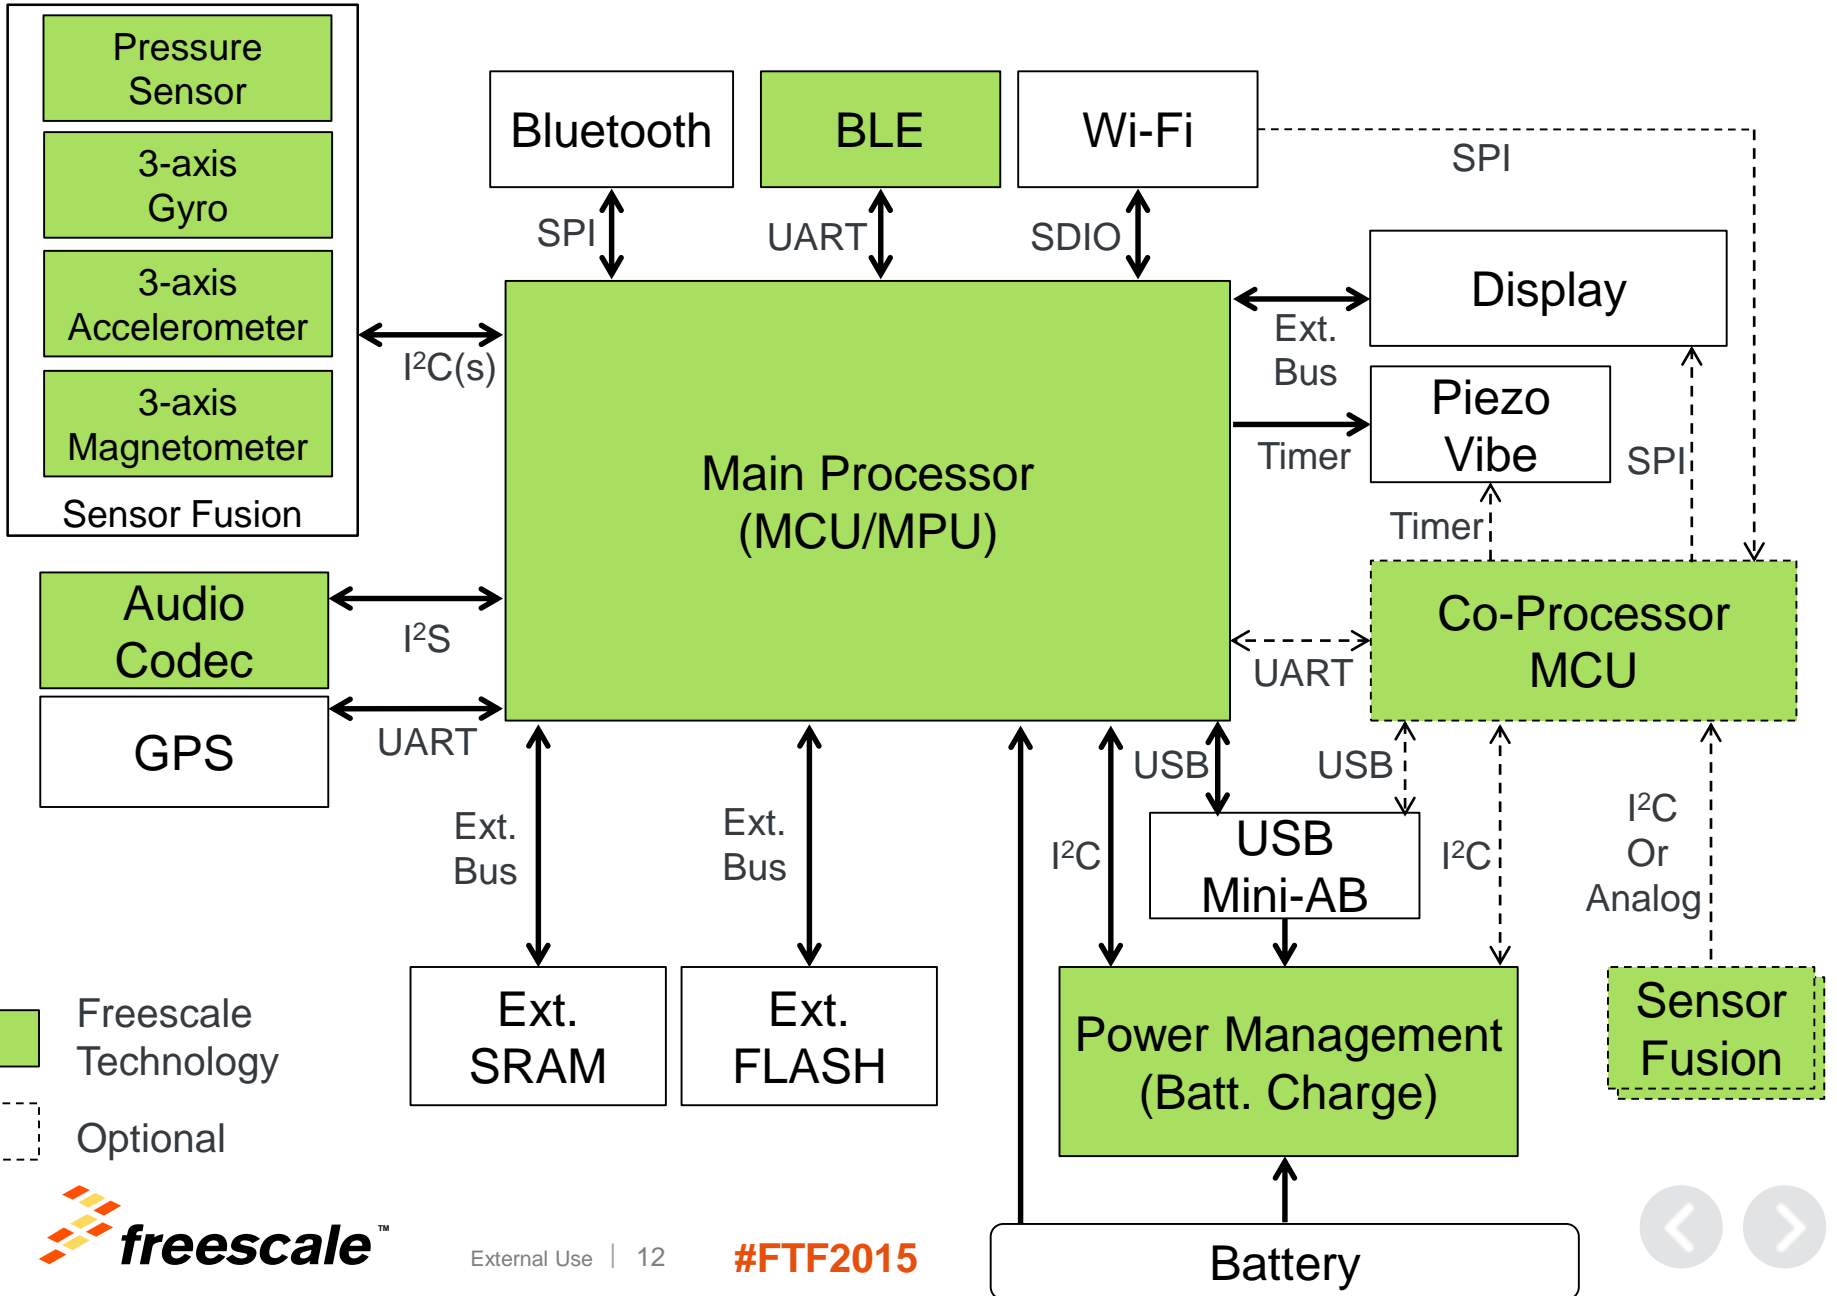 Pressure
Sensor
3-axis
Gyro
3-axis
Accelerometer
3-axis
Magnetometer
Sensor Fusion
Bluetooth
BLE
Wi-Fi
SPI
SPI
UART
SDIO
Display
Ext.
Bus
I²C(s)
Piezo
Vibe
Timer
SPI
Main Processor
(MCU/MPU)
Timer
Audio
Codec
I²S
Co-Processor
MCU
UART
GPS
UART
USB
USB
Ext.
Bus
Ext.
Bus
I²C
USB
Mini-AB
I²C
I²C
Or
Analog
Ext.
SRAM
Ext.
FLASH
Power Management
(Batt. Charge)
Sensor
Fusion
Freescale
Technology
Optional
freescale™
External Use | 12
#FTF2015
Battery